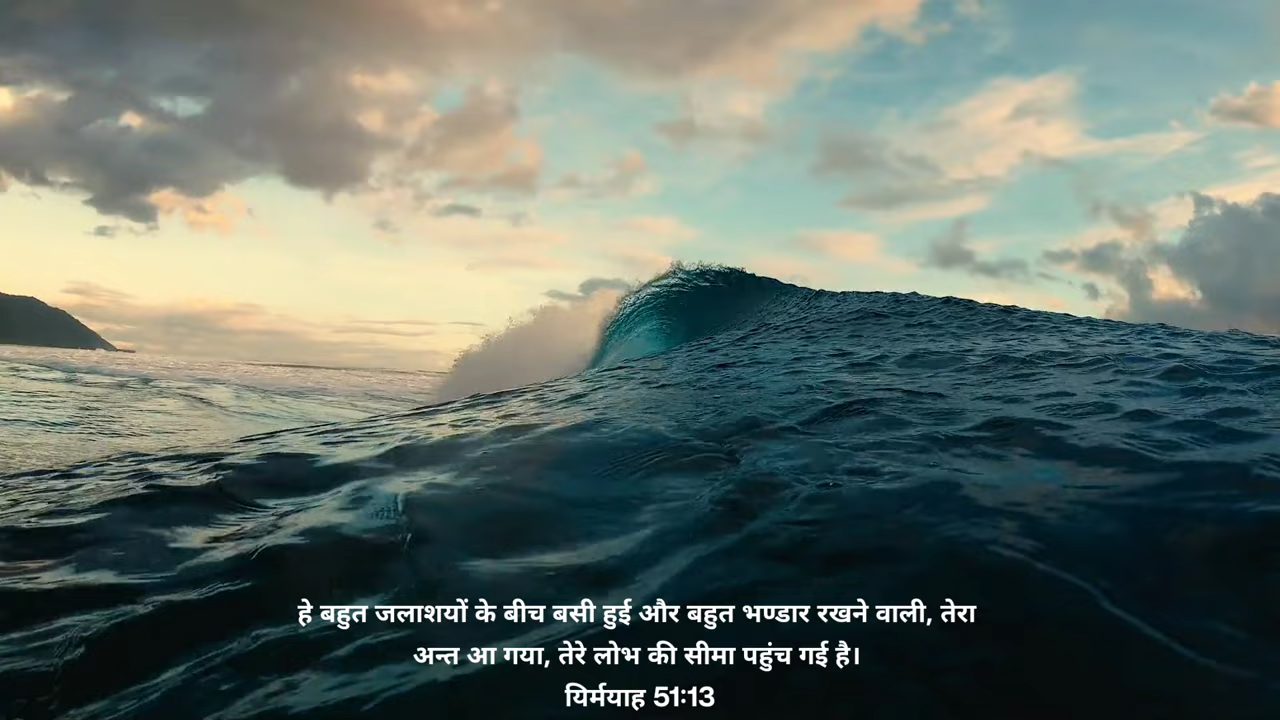 हे बहुत जलाशयों के बीच बसी हुई और बहुत भण्डार रखने वाली, तेरा
अन्त आ गया, तेरे लोभ की सीमा पहुंच गई है।
यिर्मयाह 51:13